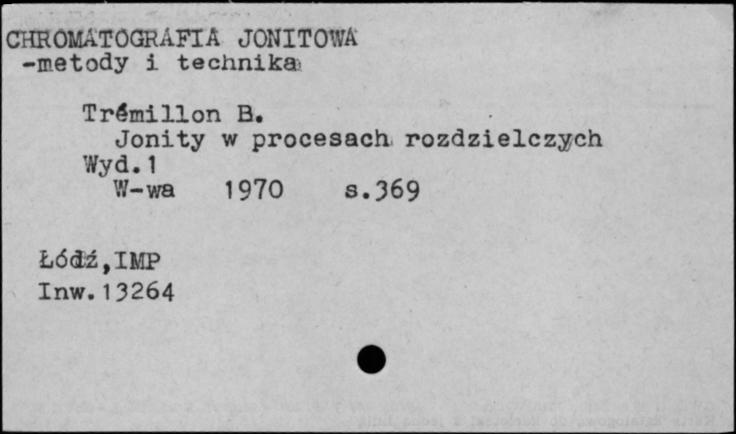 CHROMATOGRAFIA JONITOWA
-metody i technika
Trémillon B.
Jonity w procesach rozdzielczych
Wyd.1
W-wa 1970 s.369
Łódź,IMP
Inw.13264